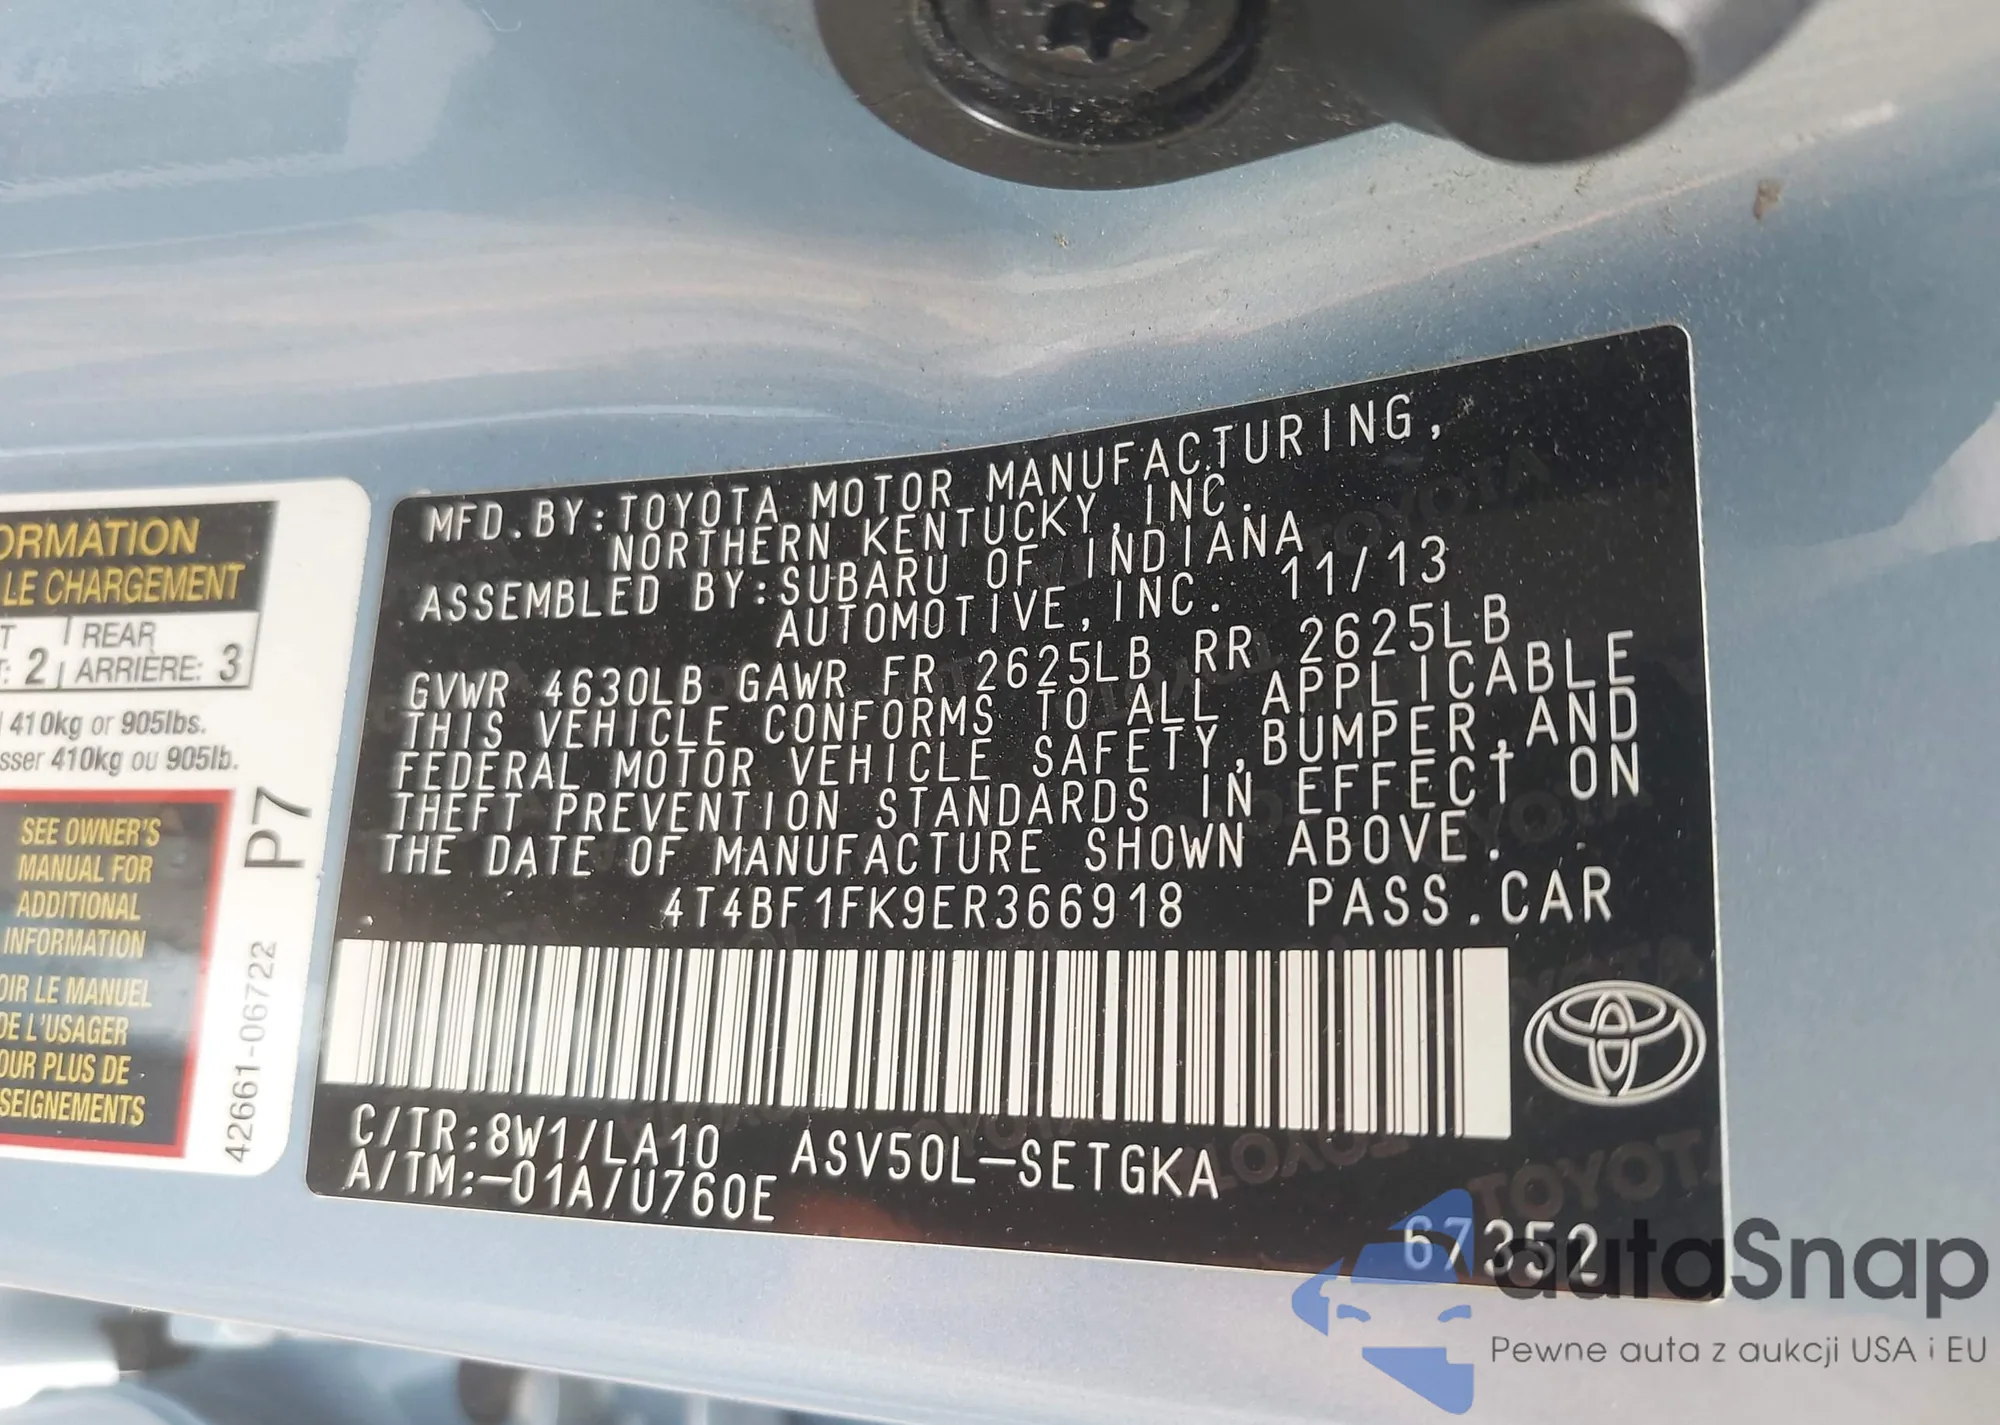 ORMATION
LE CHARGEMENT
T REAR
: 2 ARRIÈRE: 3
410kg or 905lbs.
sser 410kg ou 905lb.
SEE OWNER'S
MANUAL FOR
ADDITIONAL
INFORMATION
OIR LE MANUEL
DE L'USAGER
OUR PLUS DE
SEIGNEMENTS
P7
42661-06722
MFD.BY:TOYOTA MOTOR MANUFACTURING,
NORTHERN KENTUCKY,INC.
ASSEMBLED BY:SUBARU OF INDIANA
AUTOMOTIVE,INC. 11/13
GVWR 4630LB GAWR FR 2625LB RR 2625LB
THIS VEHICLE CONFORMS TO ALL APPLICABLE
FEDERAL MOTOR VEHICLE SAFETY,BUMPER,AND
THEFT PREVENTION STANDARDS IN EFFECT ON
THE DATE OF MANUFACTURE SHOWN ABOVE.
4T4BF1FK9ER366918 PASS.CAR
C/TR:8W1/LA10 ASV50L-SETGKA
A/TM:-01A/U760E
67352
autaSnap
Pewne auta z aukcji USA i EU